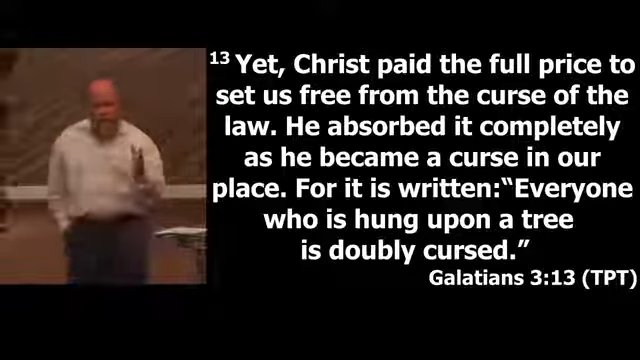 13 Yet, Christ paid the full price to
set us free from the curse of the
law. He absorbed it completely
as he became a curse in our
place. For it is written:“Everyone
who is hung upon a tree
is doubly cursed.”
Galatians 3:13 (TPT)